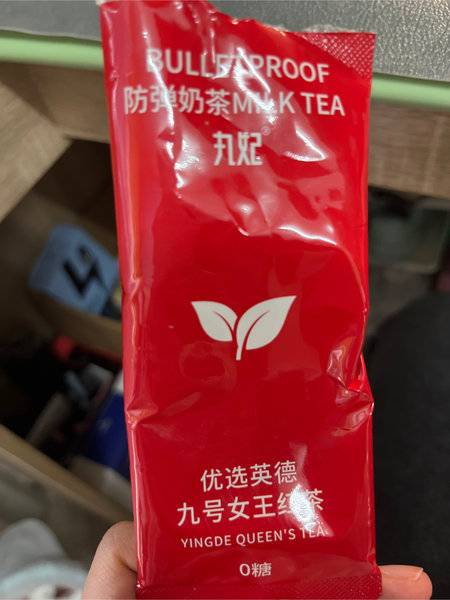 BULLETPROOF
防弹奶茶MILK TEA
丸妃
优选英德
九号女王红茶
YINGDE QUEEN'S TEA
0糖